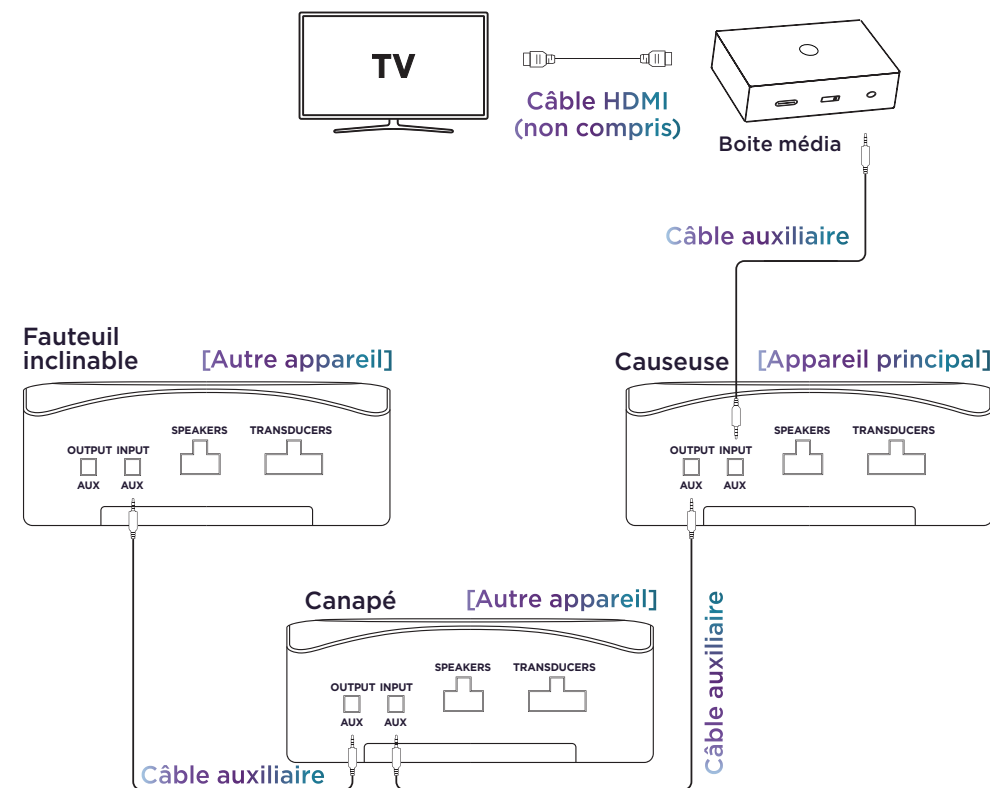 TV
Câble HDMI
(non compris)
Boite média
Câble auxiliaire
Fauteuil
inclinable
[Autre appareil]
Causeuse
[Appareil principal]
SPEAKERS
TRANSDUCERS
OUTPUT INPUT
AUX
AUX
SPEAKERS
TRANSDUCERS
OUTPUT INPUT
AUX
AUX
Canapé
[Autre appareil]
Câble auxiliaire
SPEAKERS
TRANSDUCERS
OUTPUT INPUT
AUX
AUX
Câble auxiliaire